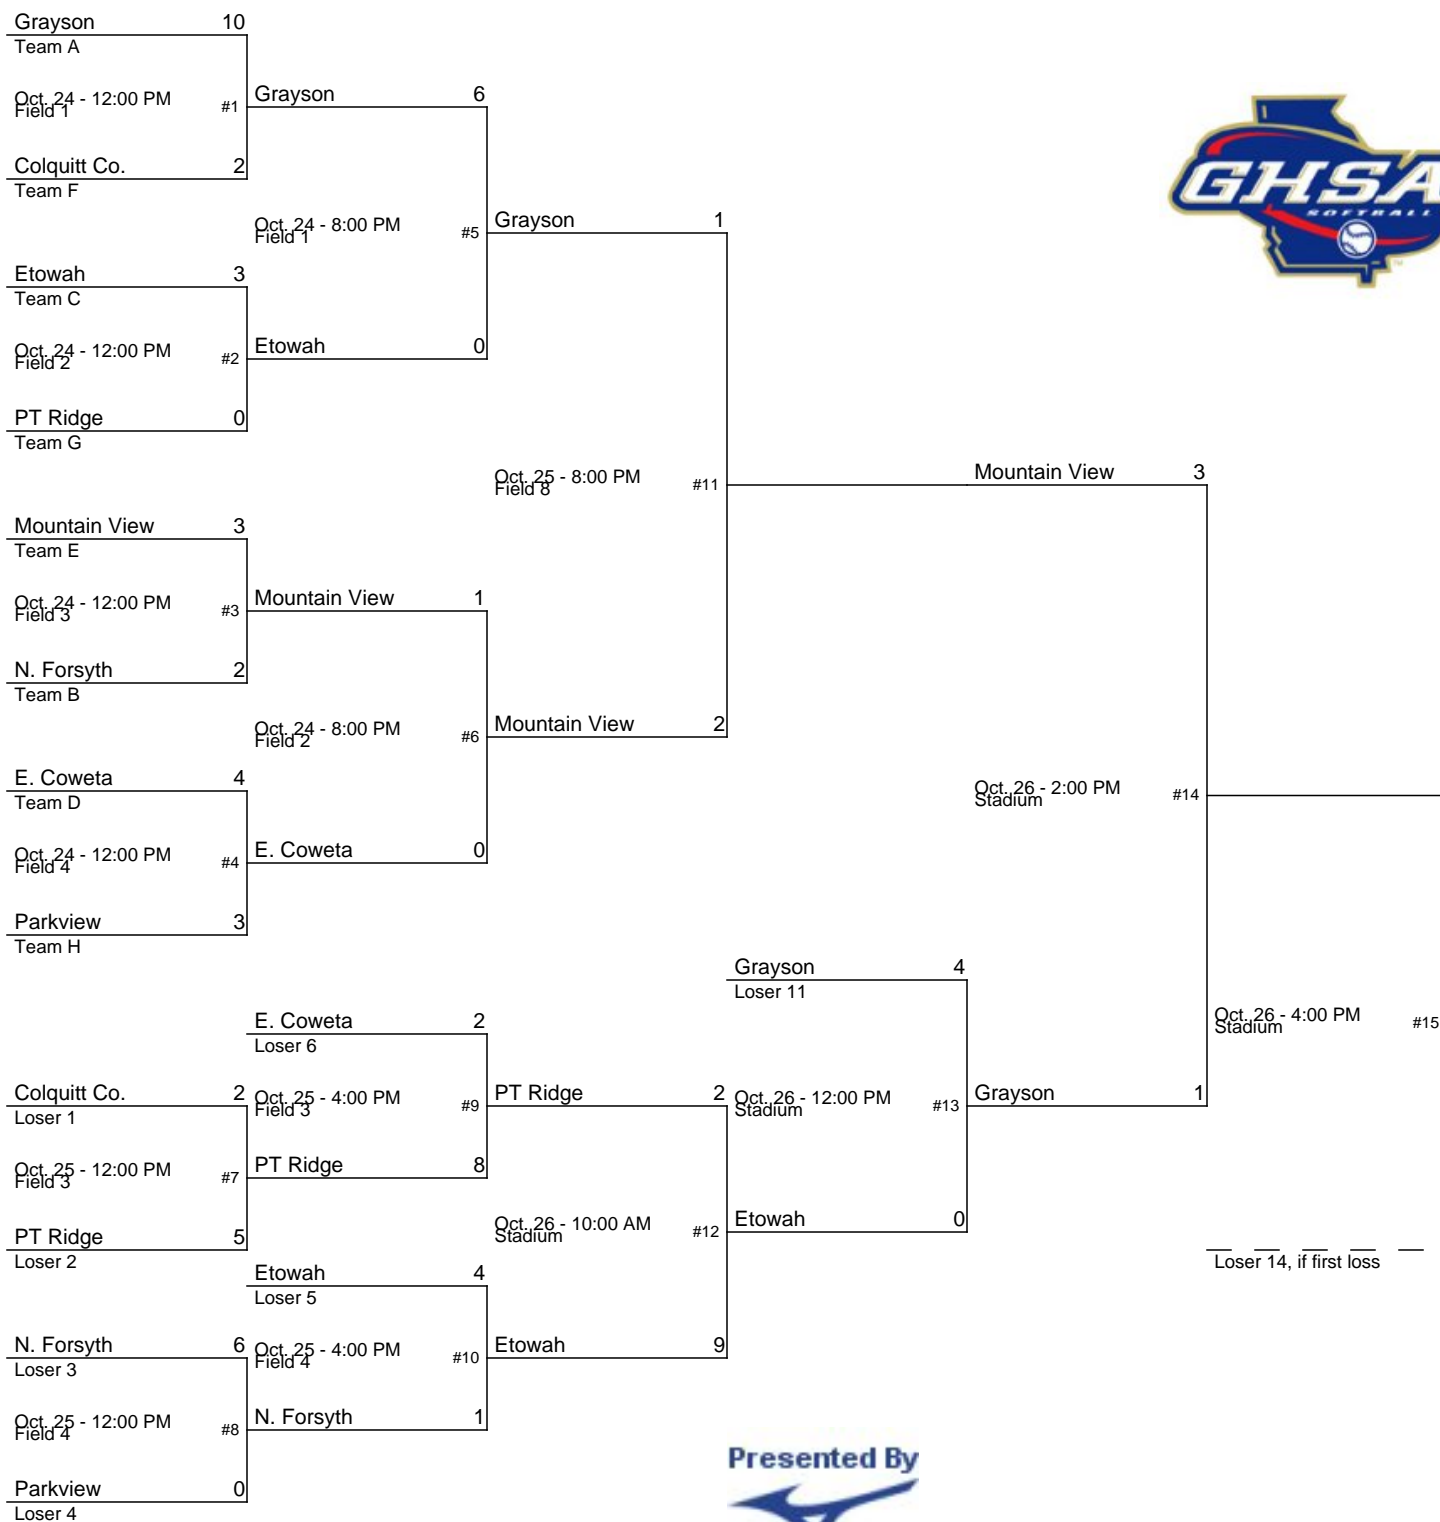 Grayson 10
Team A
Oct. 24 - 12:00 PM
Field 1
#1
Colquitt Co. 2
Team F
Grayson 6
Oct. 24 - 8:00 PM
Field 1
#5
Etowah 3
Team C
Oct. 24 - 12:00 PM
Field 2
#2
PT Ridge 0
Team G
Etowah 0
Grayson 1
Oct. 25 - 8:00 PM
Field 8
#11
Mountain View 3
Team E
Oct. 24 - 12:00 PM
Field 3
#3
N. Forsyth 2
Team B
Mountain View 1
Oct. 24 - 8:00 PM
Field 2
#6
E. Coweta 4
Team D
Oct. 24 - 12:00 PM
Field 4
#4
Parkview 3
Team H
E. Coweta 0
Mountain View 2
Mountain View 3
Oct. 26 - 2:00 PM
Stadium
#14
GHSA
SOFTBALL
TM
E. Coweta 2
Loser 6
Oct. 25 - 4:00 PM
Field 3
#9
Colquitt Co. 2
Loser 1
Oct. 25 - 12:00 PM
Field 3
#7
PT Ridge 5
Loser 2
PT Ridge 8
PT Ridge 2
Oct. 26 - 10:00 AM
Stadium
#12
Etowah 4
Loser 5
Oct. 25 - 4:00 PM
Field 4
#10
N. Forsyth 6
Loser 3
Oct. 25 - 12:00 PM
Field 4
#8
Parkview 0
Loser 4
N. Forsyth 1
Etowah 9
Grayson 4
Loser 11
Oct. 26 - 12:00 PM
Stadium
#13
Etowah 0
Grayson 1
Oct. 26 - 4:00 PM
Stadium
#15
Loser 14, if first loss
Presented By